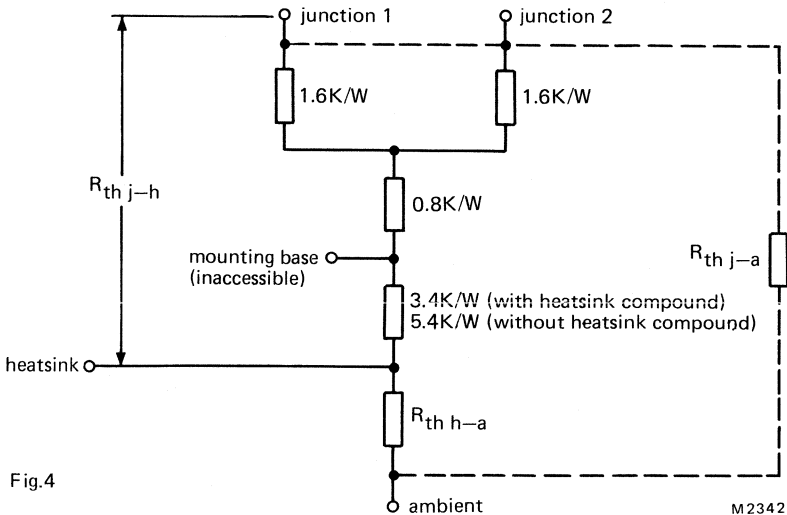 junction 1
junction 2
1.6K/W
1.6K/W
R th j–h
0.8K/W
mounting base
(inaccessible)
R th j–a
3.4K/W (with heatsink compound)
5.4K/W (without heatsink compound)
heatsink
R th h–a
Fig.4
ambient
M2342